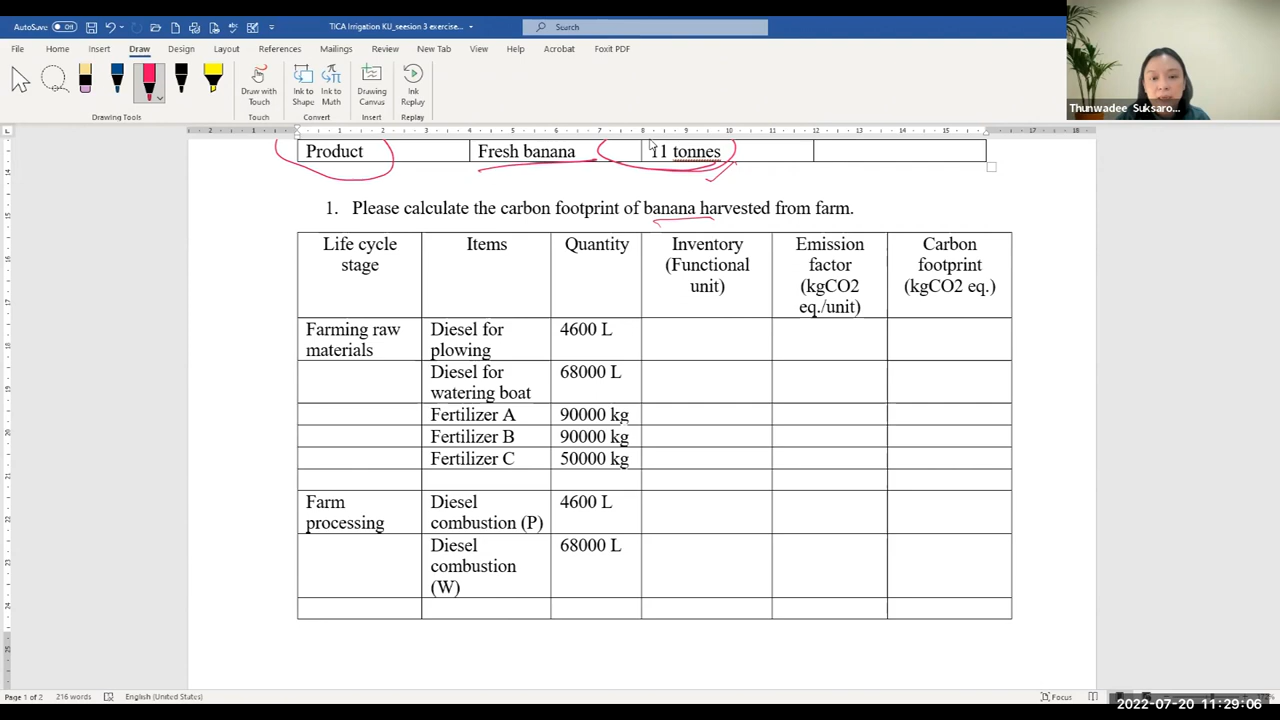 AutoSave Off TICA Irrigation KU_seesion 3 exercise... Search
File Home Insert Draw Design Layout References Mailings Review View Help Acrobat Foxit PDF
Draw with Touch Ink to Shape Ink to Math Drawing Canvas Ink Replay
Drawing Tools Touch Convert Insert Replay
Thunwadee Suksaro...
Product Fresh banana 11 tonnes
1. Please calculate the carbon footprint of banana harvested from farm.
Life cycle stage Items Quantity Inventory (Functional unit) Emission factor (kgCO2 eq./unit) Carbon footprint (kgCO2 eq.)
Farming raw materials Diesel for plowing 4600 L
Diesel for watering boat 68000 L
Fertilizer A 90000 kg
Fertilizer B 90000 kg
Fertilizer C 50000 kg
Farm processing Diesel combustion (P) 4600 L
Diesel combustion (W) 68000 L
Page 1 of 2 216 words English (United States) Focus
2022-07-20 11:29:06